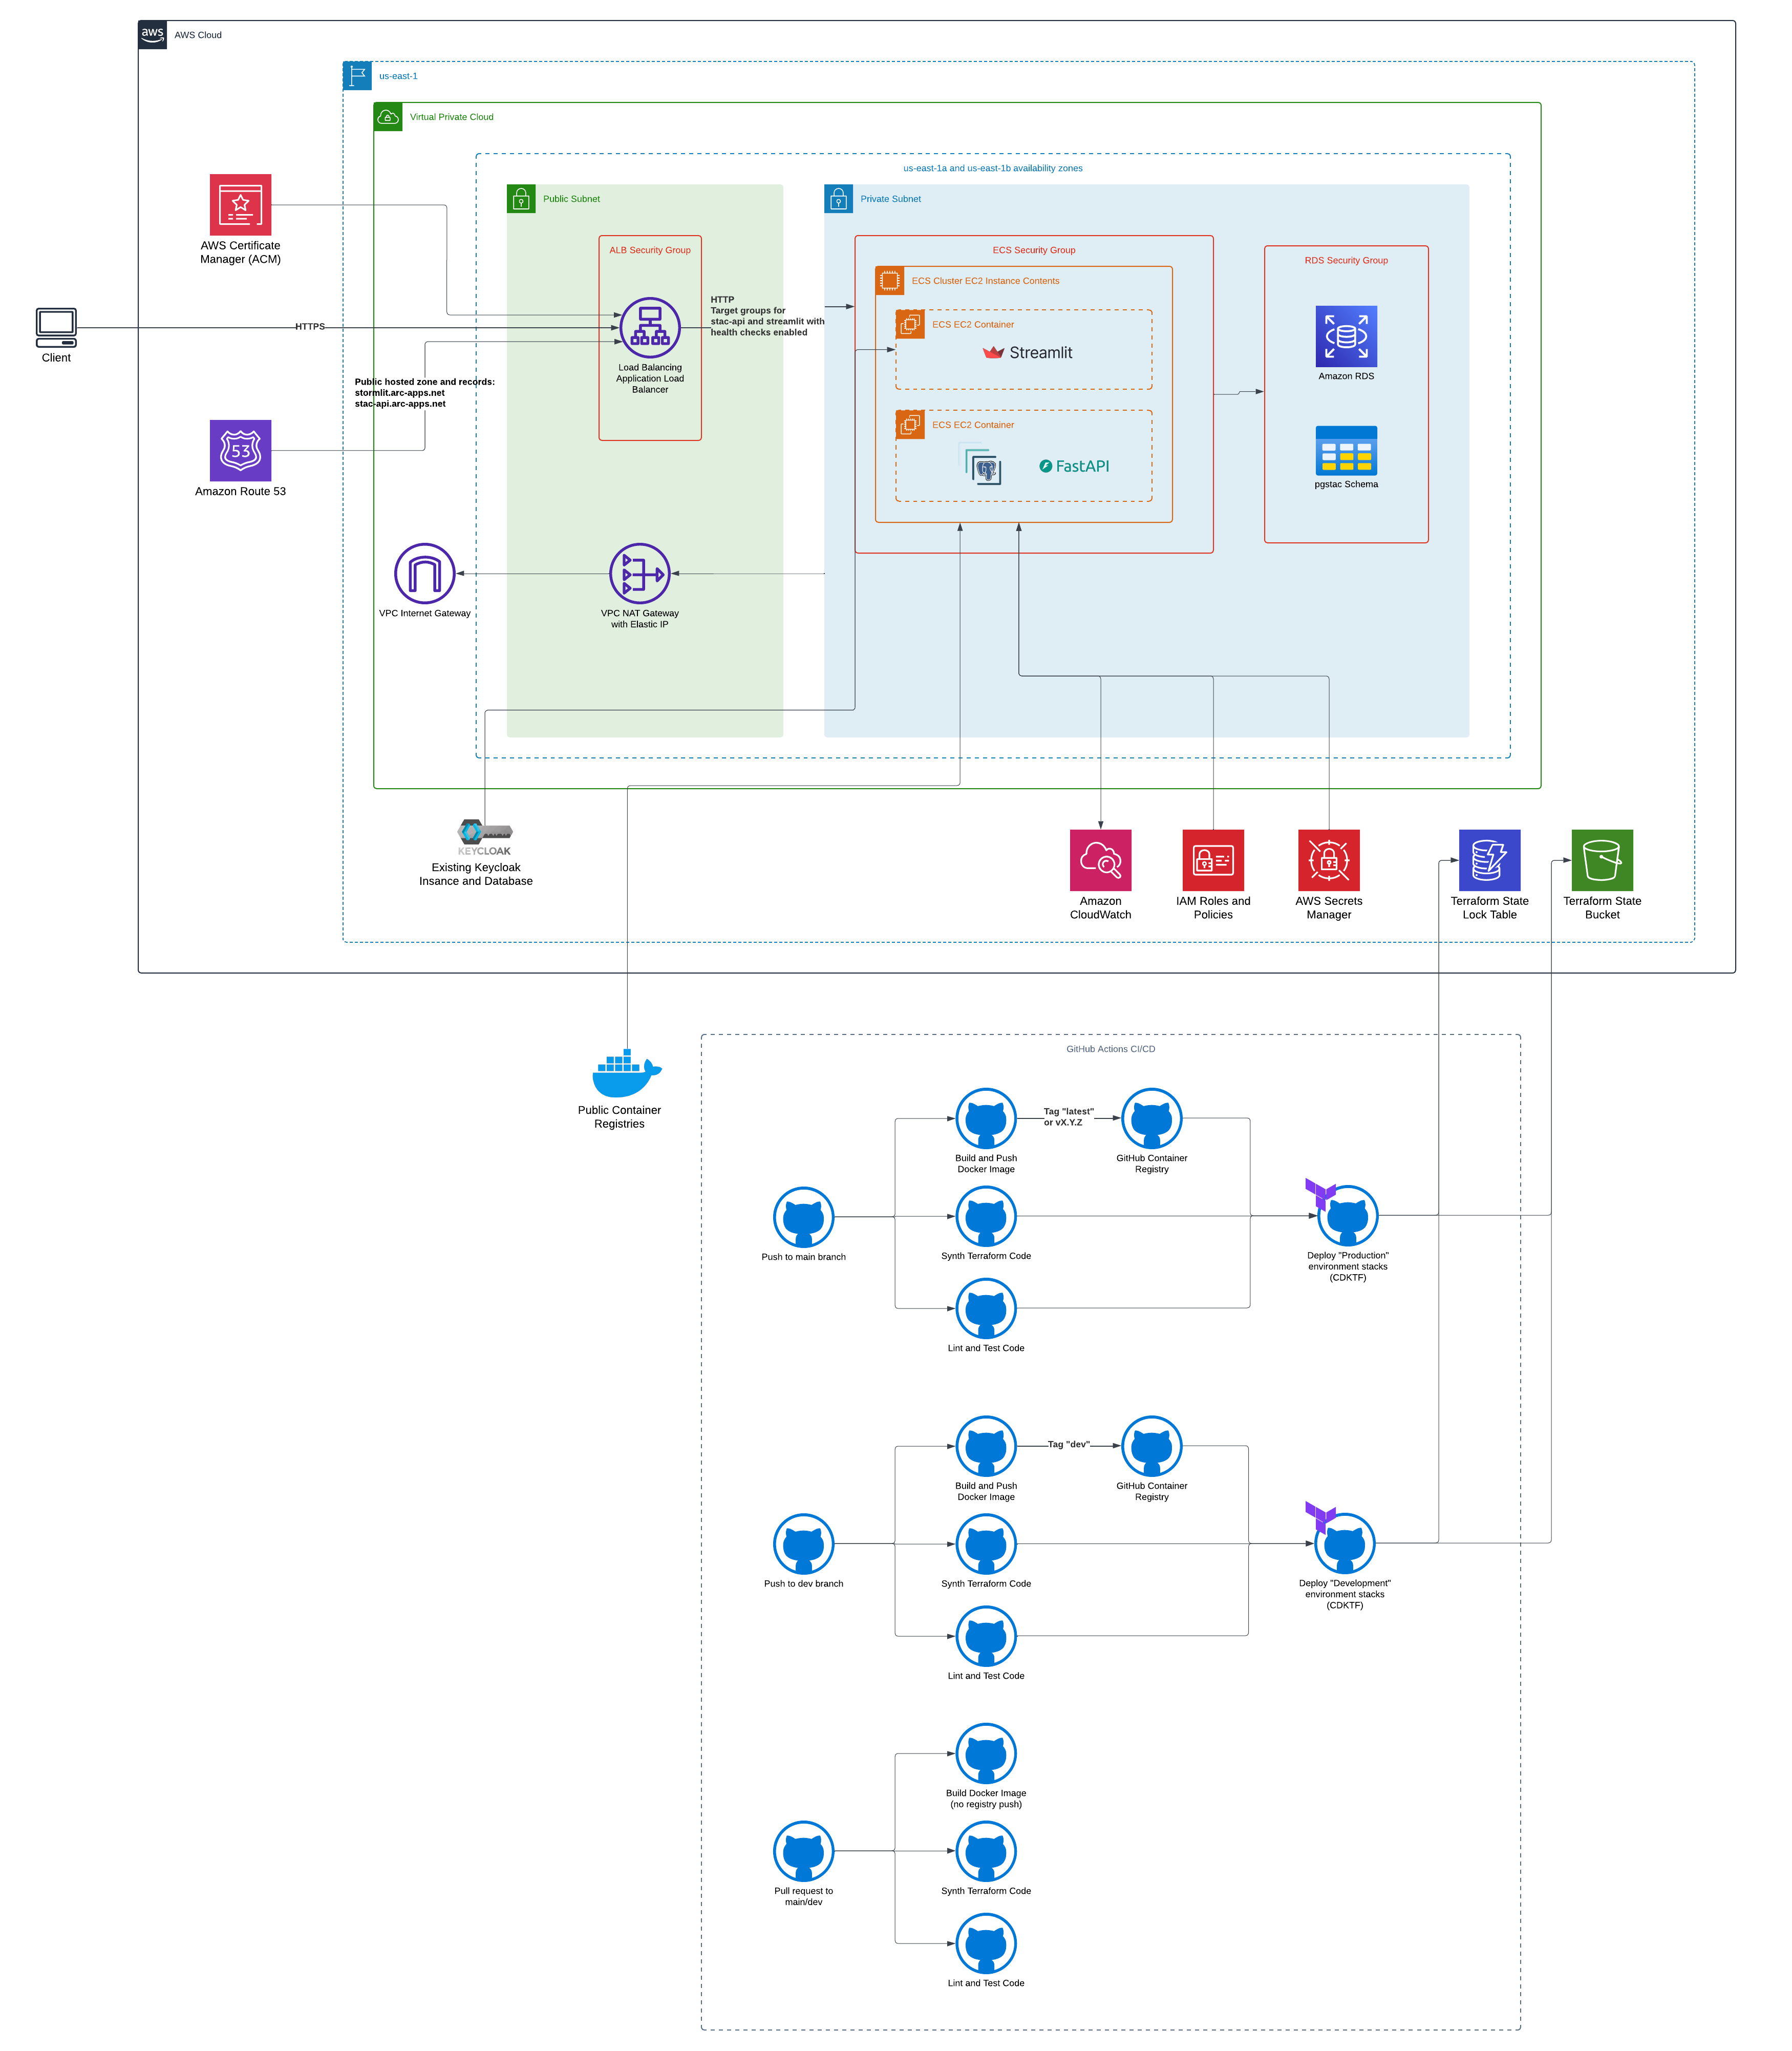 aws
AWS Cloud
us-east-1
Virtual Private Cloud
us-east-1a and us-east-1b availability zones
Public Subnet
Private Subnet
AWS Certificate
Manager (ACM)
ALB Security Group
ECS Security Group
RDS Security Group
ECS Cluster EC2 Instance Contents
HTTP
Target groups for
stac-api and streamlit with
health checks enabled
ECS EC2 Container
Streamlit
HTTPS
Client
Load Balancing
Application Load
Balancer
Amazon RDS
Public hosted zone and records:
stormlit.arc-apps.net
stac-api.arc-apps.net
ECS EC2 Container
FastAPI
53
Amazon Route 53
pgstac Schema
VPC Internet Gateway
VPC NAT Gateway
with Elastic IP
KEYCLOAK
Existing Keycloak
Insance and Database
Amazon
CloudWatch
IAM Roles and
Policies
AWS Secrets
Manager
Terraform State
Lock Table
Terraform State
Bucket
Public Container
Registries
GitHub Actions CI/CD
Tag "latest"
or vX.Y.Z
Build and Push
Docker Image
GitHub Container
Registry
Push to main branch
Synth Terraform Code
Deploy "Production"
environment stacks
(CDKTF)
Lint and Test Code
Tag "dev"
Build and Push
Docker Image
GitHub Container
Registry
Push to dev branch
Synth Terraform Code
Deploy "Development"
environment stacks
(CDKTF)
Lint and Test Code
Build Docker Image
(no registry push)
Pull request to
main/dev
Synth Terraform Code
Lint and Test Code